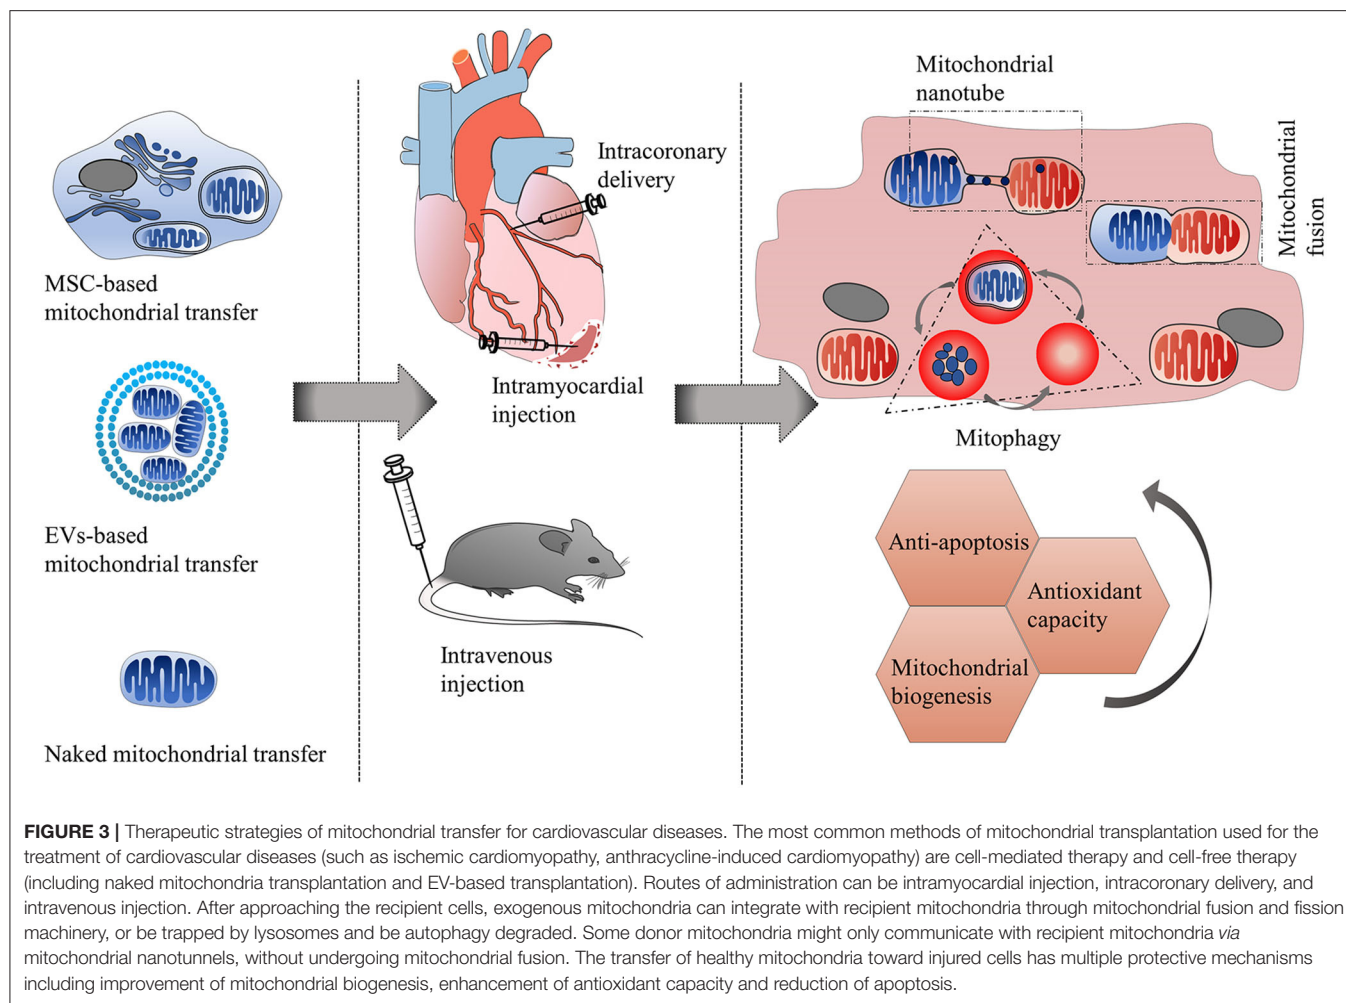 MSC-based
mitochondrial transfer
EVs-based
mitochondrial transfer
Naked mitochondrial transfer
Intracoronary
delivery
Intramyocardial
injection
Intravenous
injection
Mitochondrial
nanotube
Mitochondrial
fusion
Mitophagy
Anti-apoptosis
Antioxidant
capacity
Mitochondrial
biogenesis
FIGURE 3 | Therapeutic strategies of mitochondrial transfer for cardiovascular diseases. The most common methods of mitochondrial transplantation used for the
treatment of cardiovascular diseases (such as ischemic cardiomyopathy, anthracycline-induced cardiomyopathy) are cell-mediated therapy and cell-free therapy
(including naked mitochondria transplantation and EV-based transplantation). Routes of administration can be intramyocardial injection, intracoronary delivery, and
intravenous injection. After approaching the recipient cells, exogenous mitochondria can integrate with recipient mitochondria through mitochondrial fusion and fission
machinery, or be trapped by lysosomes and be autophagy degraded. Some donor mitochondria might only communicate with recipient mitochondria via
mitochondrial nanotunnels, without undergoing mitochondrial fusion. The transfer of healthy mitochondria toward injured cells has multiple protective mechanisms
including improvement of mitochondrial biogenesis, enhancement of antioxidant capacity and reduction of apoptosis.